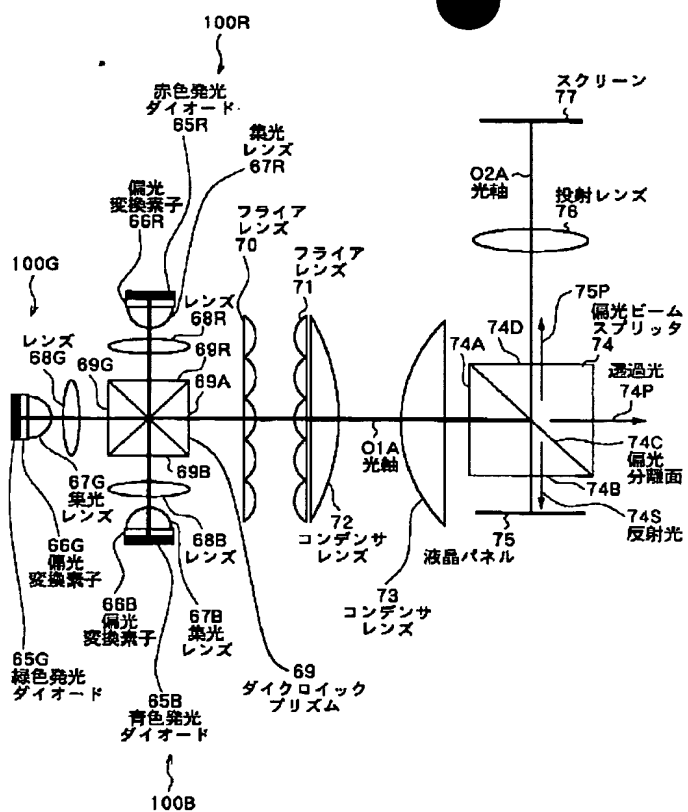 100R
赤色発光
ダイオード
65R
集光
レンズ
67R
偏光
変換素子
66R
フライア
レンズ
70
フライア
レンズ
71
スクリーン
77
O2A
光軸
投射レンズ
76
100G
レンズ
68G
69G
レンズ
68R
69R
69A
74A
74D
75P
偏光ビーム
スプリッタ
74
透過光
74P
74C
偏光
分離面
74B
74S
反射光
O1A
光軸
69B
67G
集光
レンズ
68B
レンズ
72
コンデンサ
レンズ
75
液晶パネル
66G
偏光
変換素子
66B
偏光
変換素子
67B
集光
レンズ
73
コンデンサ
レンズ
65G
緑色発光
ダイオード
65B
青色発光
ダイオード
69
ダイクロイック
プリズム
100B